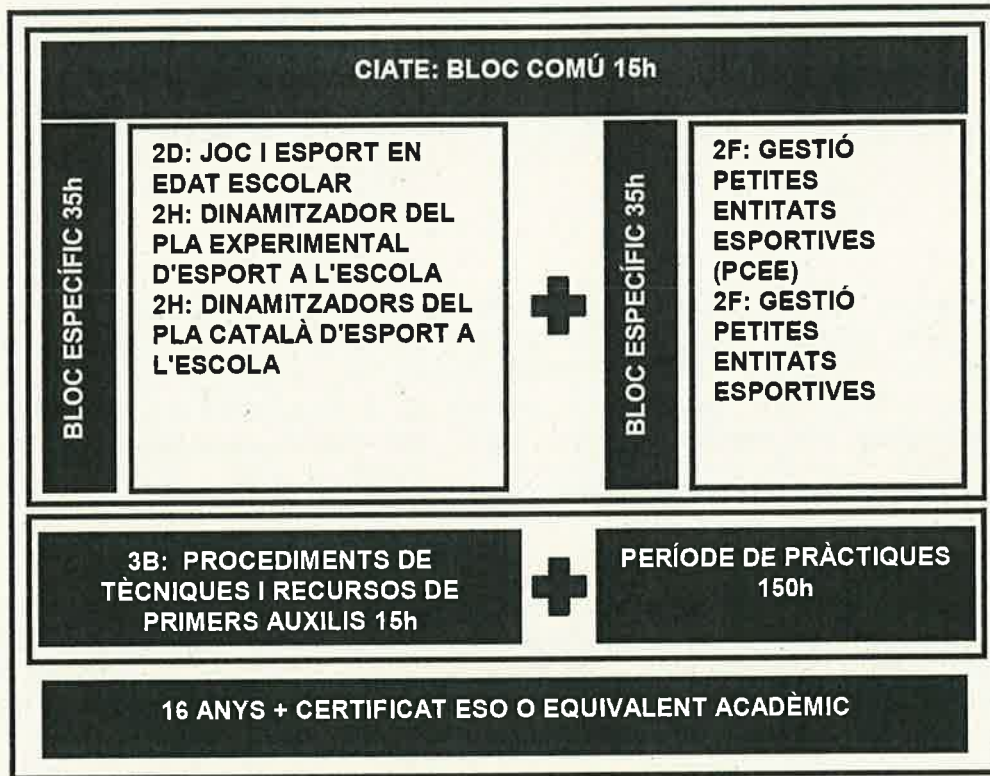 CIATE: BLOC COMÚ 15h
BLOC ESPECÍFIC 35h
2D: JOC I ESPORT EN
EDAT ESCOLAR
2H: DINAMITZADOR DEL
PLA EXPERIMENTAL
D'ESPORT A L'ESCOLA
2H: DINAMITZADORS DEL
PLA CATALÀ D'ESPORT A
L'ESCOLA
BLOC ESPECÍFIC 35h
2F: GESTIÓ
PETITES
ENTITATS
ESPORTIVES
(PCEE)
2F: GESTIÓ
PETITES
ENTITATS
ESPORTIVES
3B: PROCEDIMENTS DE
TÈCNIQUES I RECURSOS DE
PRIMERS AUXILIS 15h
PERÍODE DE PRÀCTIQUES
150h
16 ANYS + CERTIFICAT ESO O EQUIVALENT ACADÈMIC